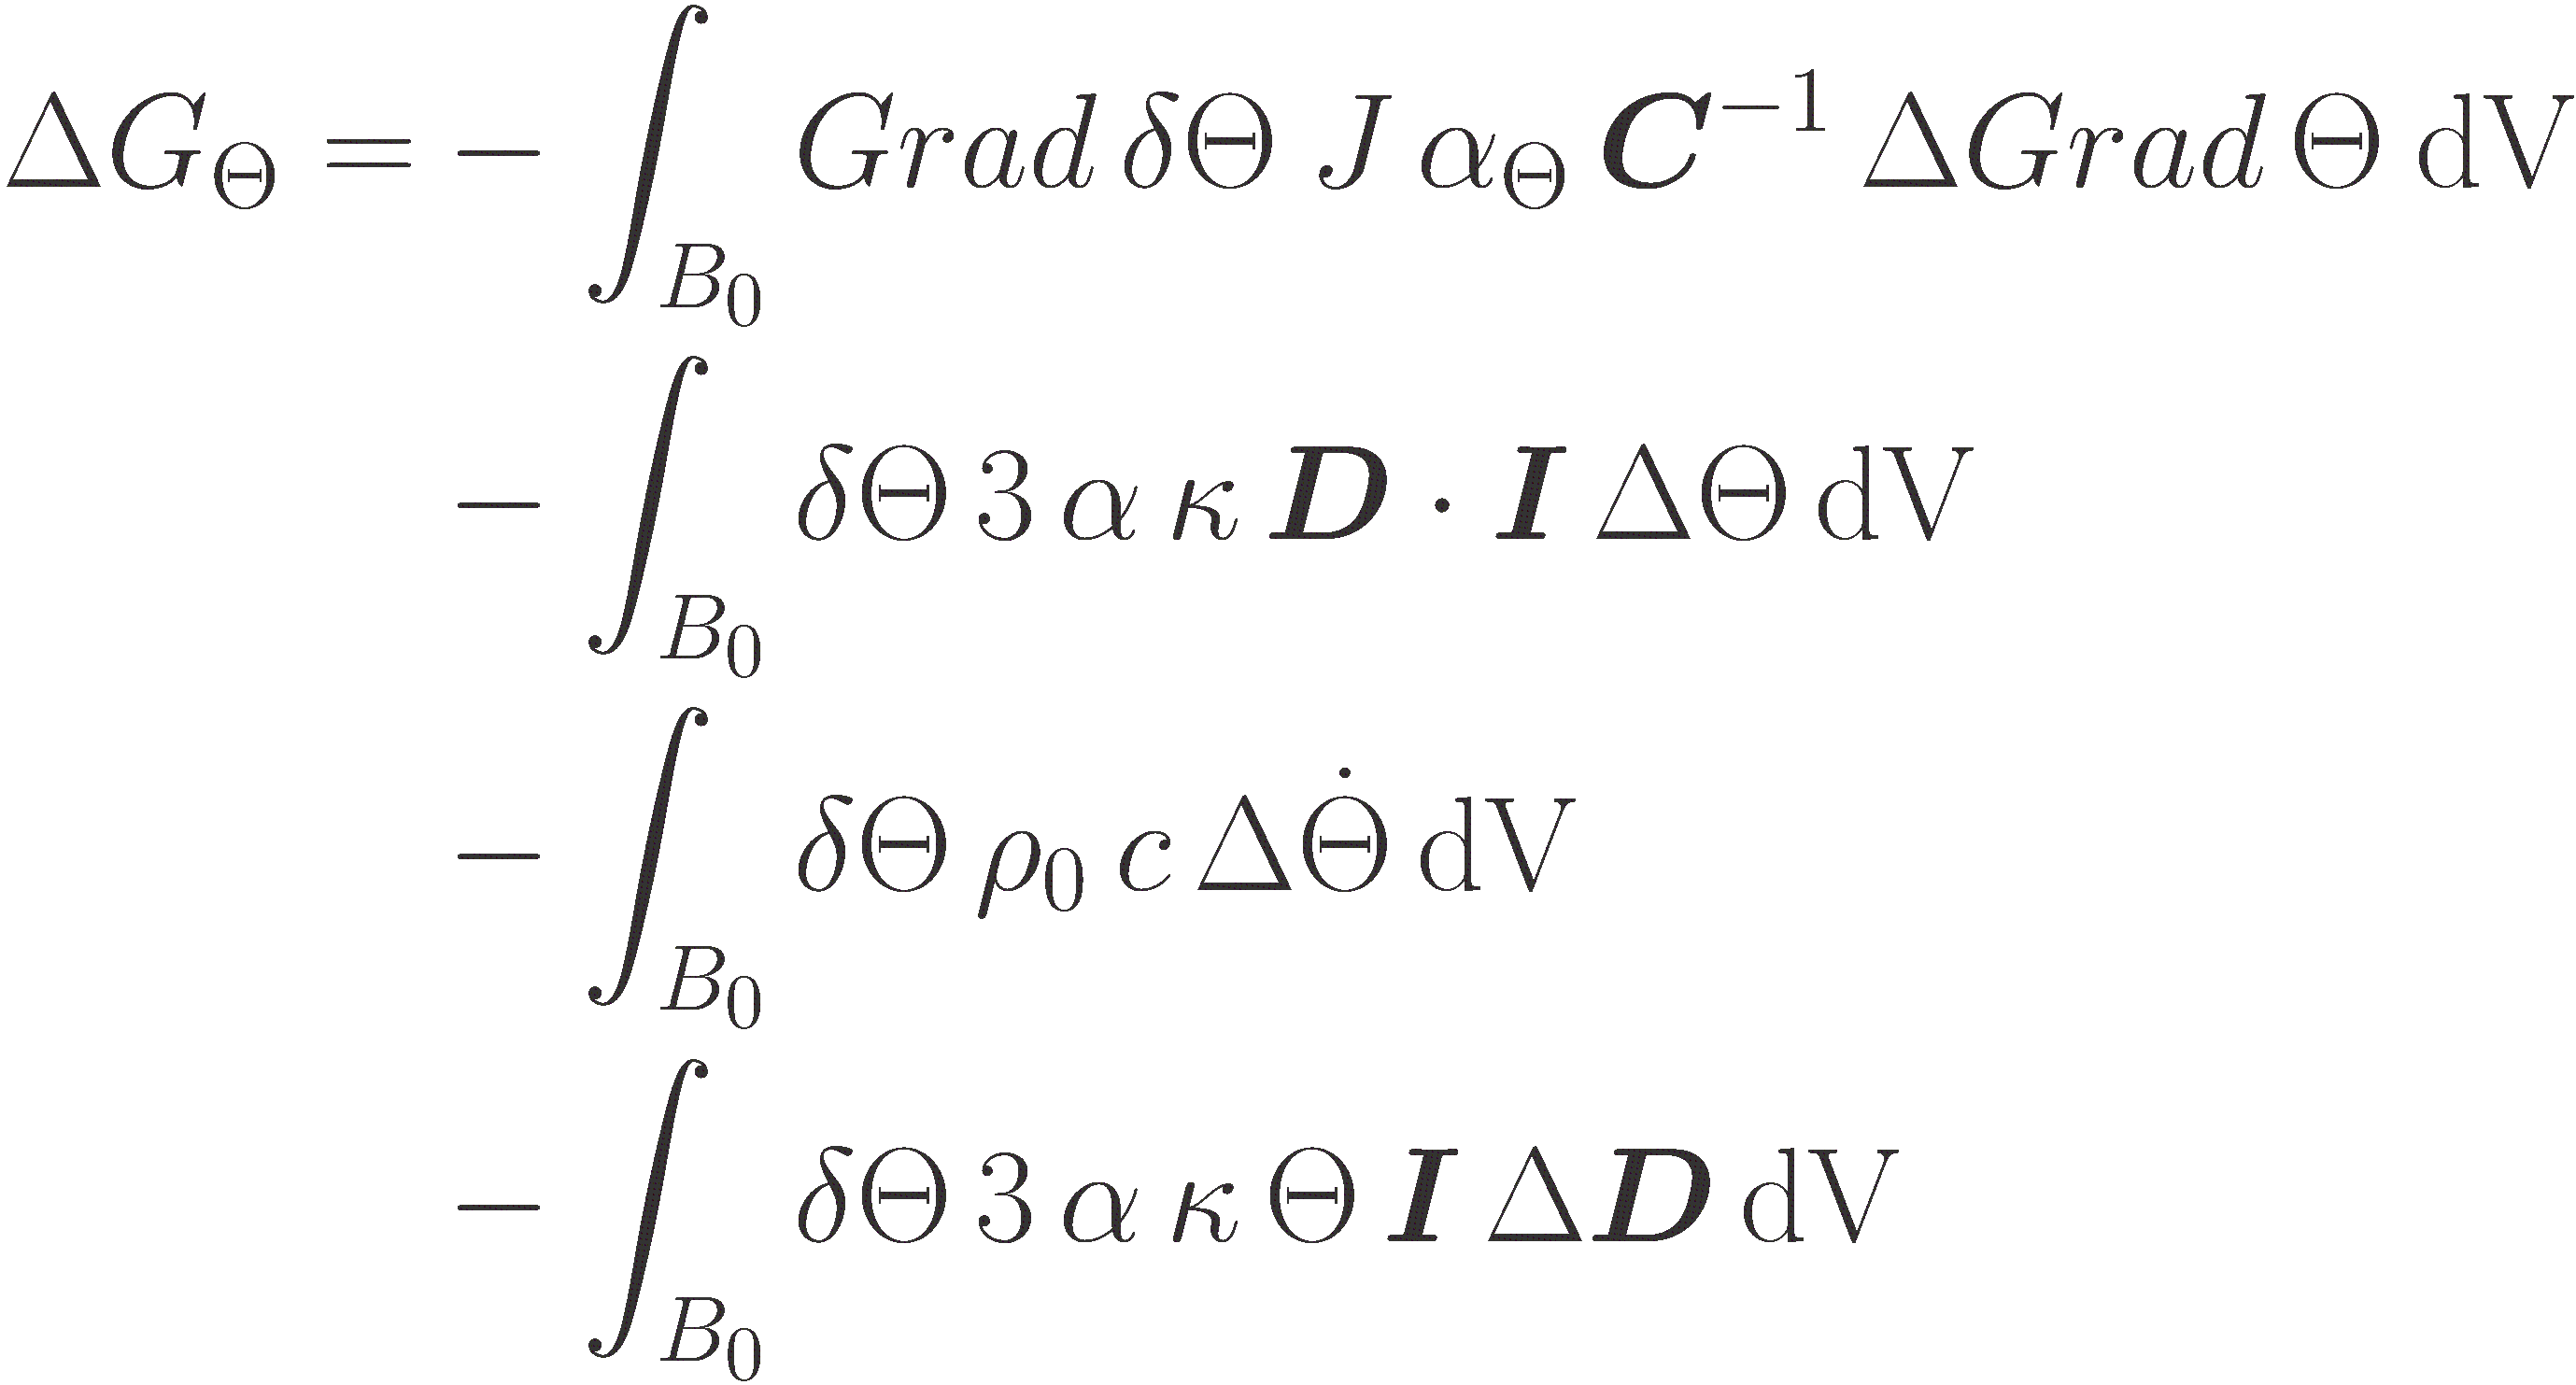 ΔG_Θ = − ∫_{B_0} Grad δΘ J α_Θ 𝑪^{−1} ΔGrad Θ dV
− ∫_{B_0} δΘ 3 α κ 𝑫 · 𝑰 ΔΘ dV
− ∫_{B_0} δΘ ρ_0 c ΔΘ̇ dV
− ∫_{B_0} δΘ 3 α κ Θ 𝑰 Δ𝑫 dV